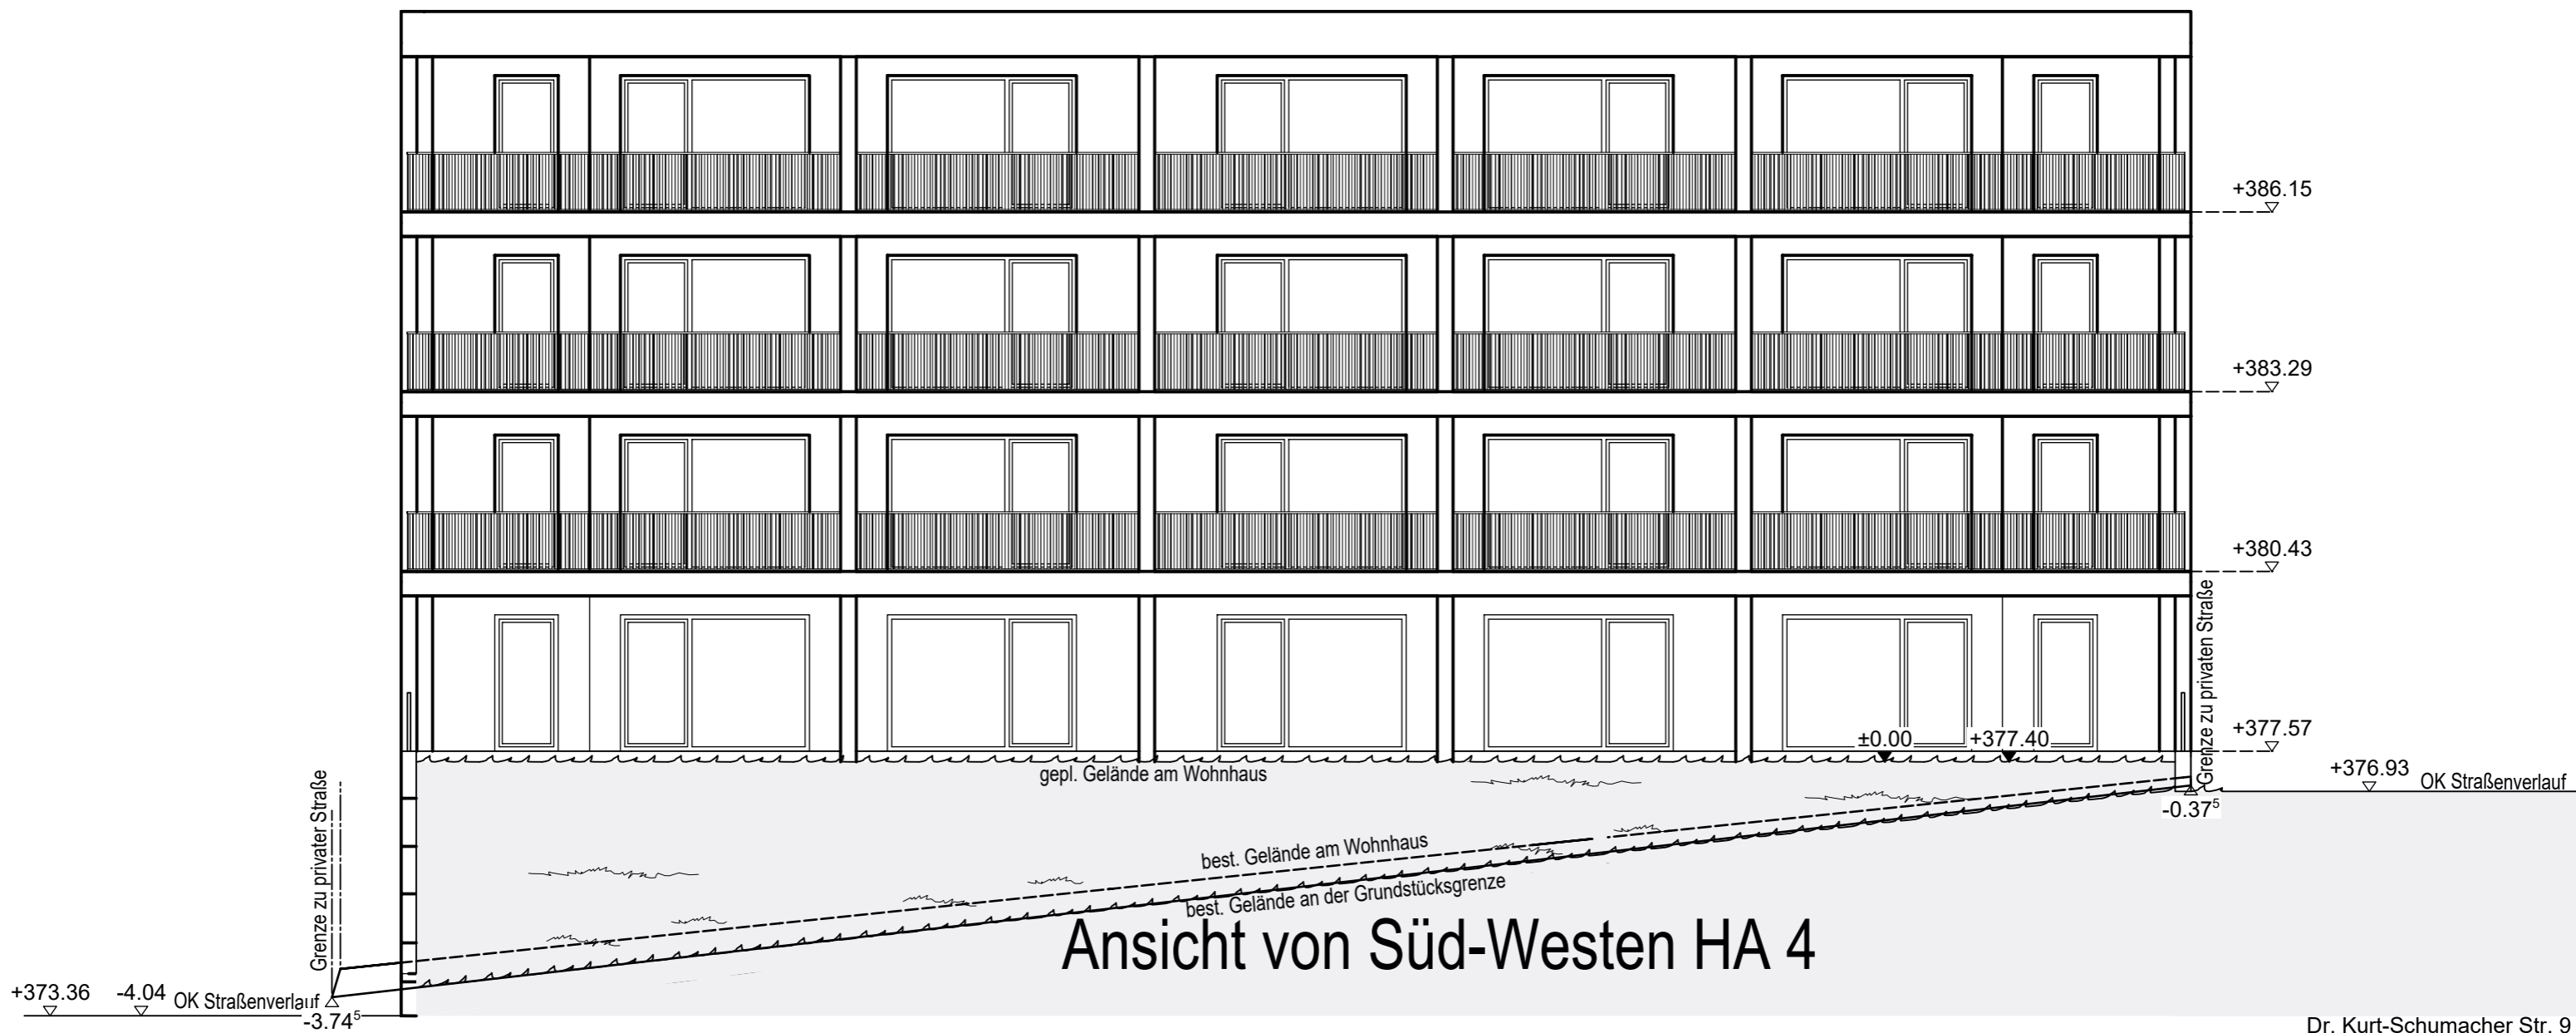 +386.15
+383.29
+380.43
Grenze zu privaten Straße
+377.57
±0.00
+377.40
gepl. Gelände am Wohnhaus
+376.93
OK Straßenverlauf
-0.37⁵
Grenze zu privater Straße
best. Gelände am Wohnhaus
best. Gelände an der Grundstücksgrenze
Ansicht von Süd-Westen HA 4
+373.36
-4.04
OK Straßenverlauf
-3.74⁵
Dr. Kurt-Schumacher Str. 9